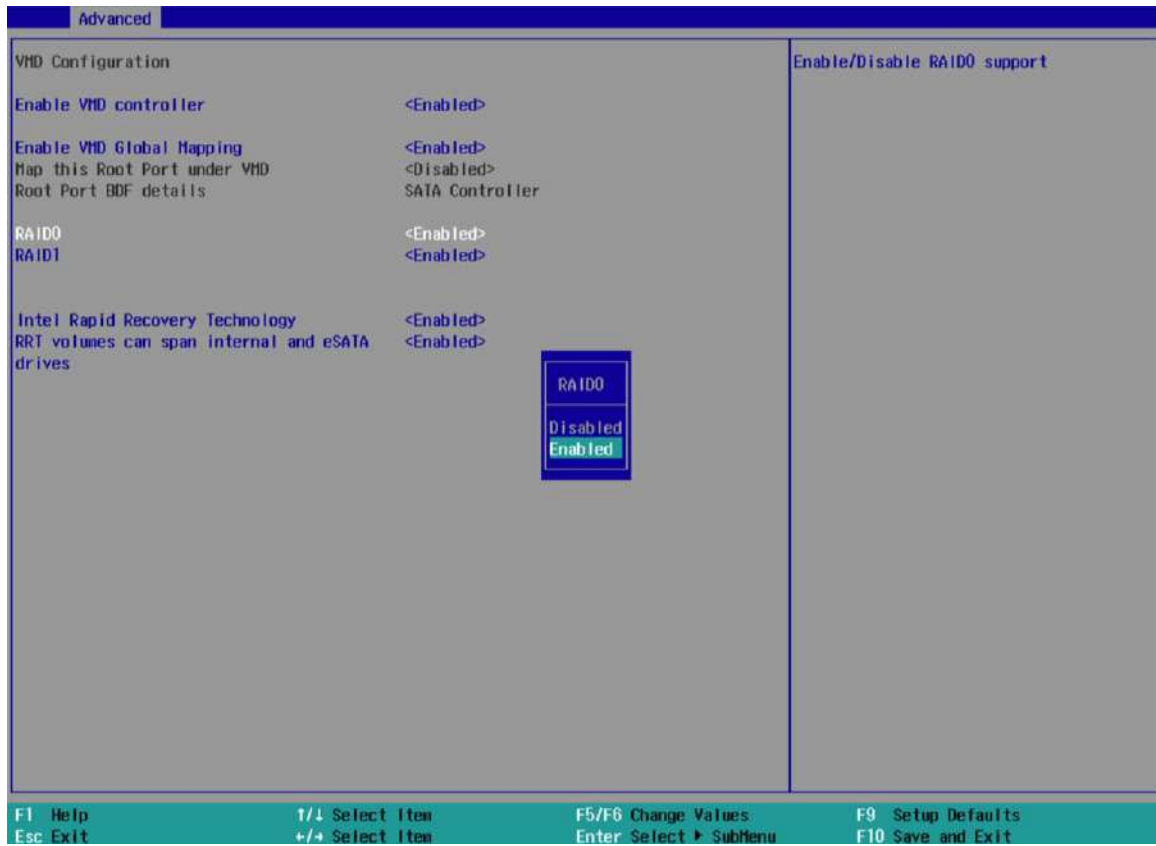 Advanced
VMD Configuration
Enable/Disable RAID0 support
Enable VMD controller <Enabled>
Enable VMD Global Mapping <Enabled>
Map this Root Port under VMD <Disabled>
Root Port BDF details SATA Controller
RAID0 <Enabled>
RAID1 <Enabled>
Intel Rapid Recovery Technology <Enabled>
RRT volumes can span internal and eSATA <Enabled>
drives
RAID0
Disabled
Enabled
F1 Help ↑/↓ Select Item F5/F6 Change Values F9 Setup Defaults
Esc Exit ←/→ Select Item Enter Select ▶ SubMenu F10 Save and Exit